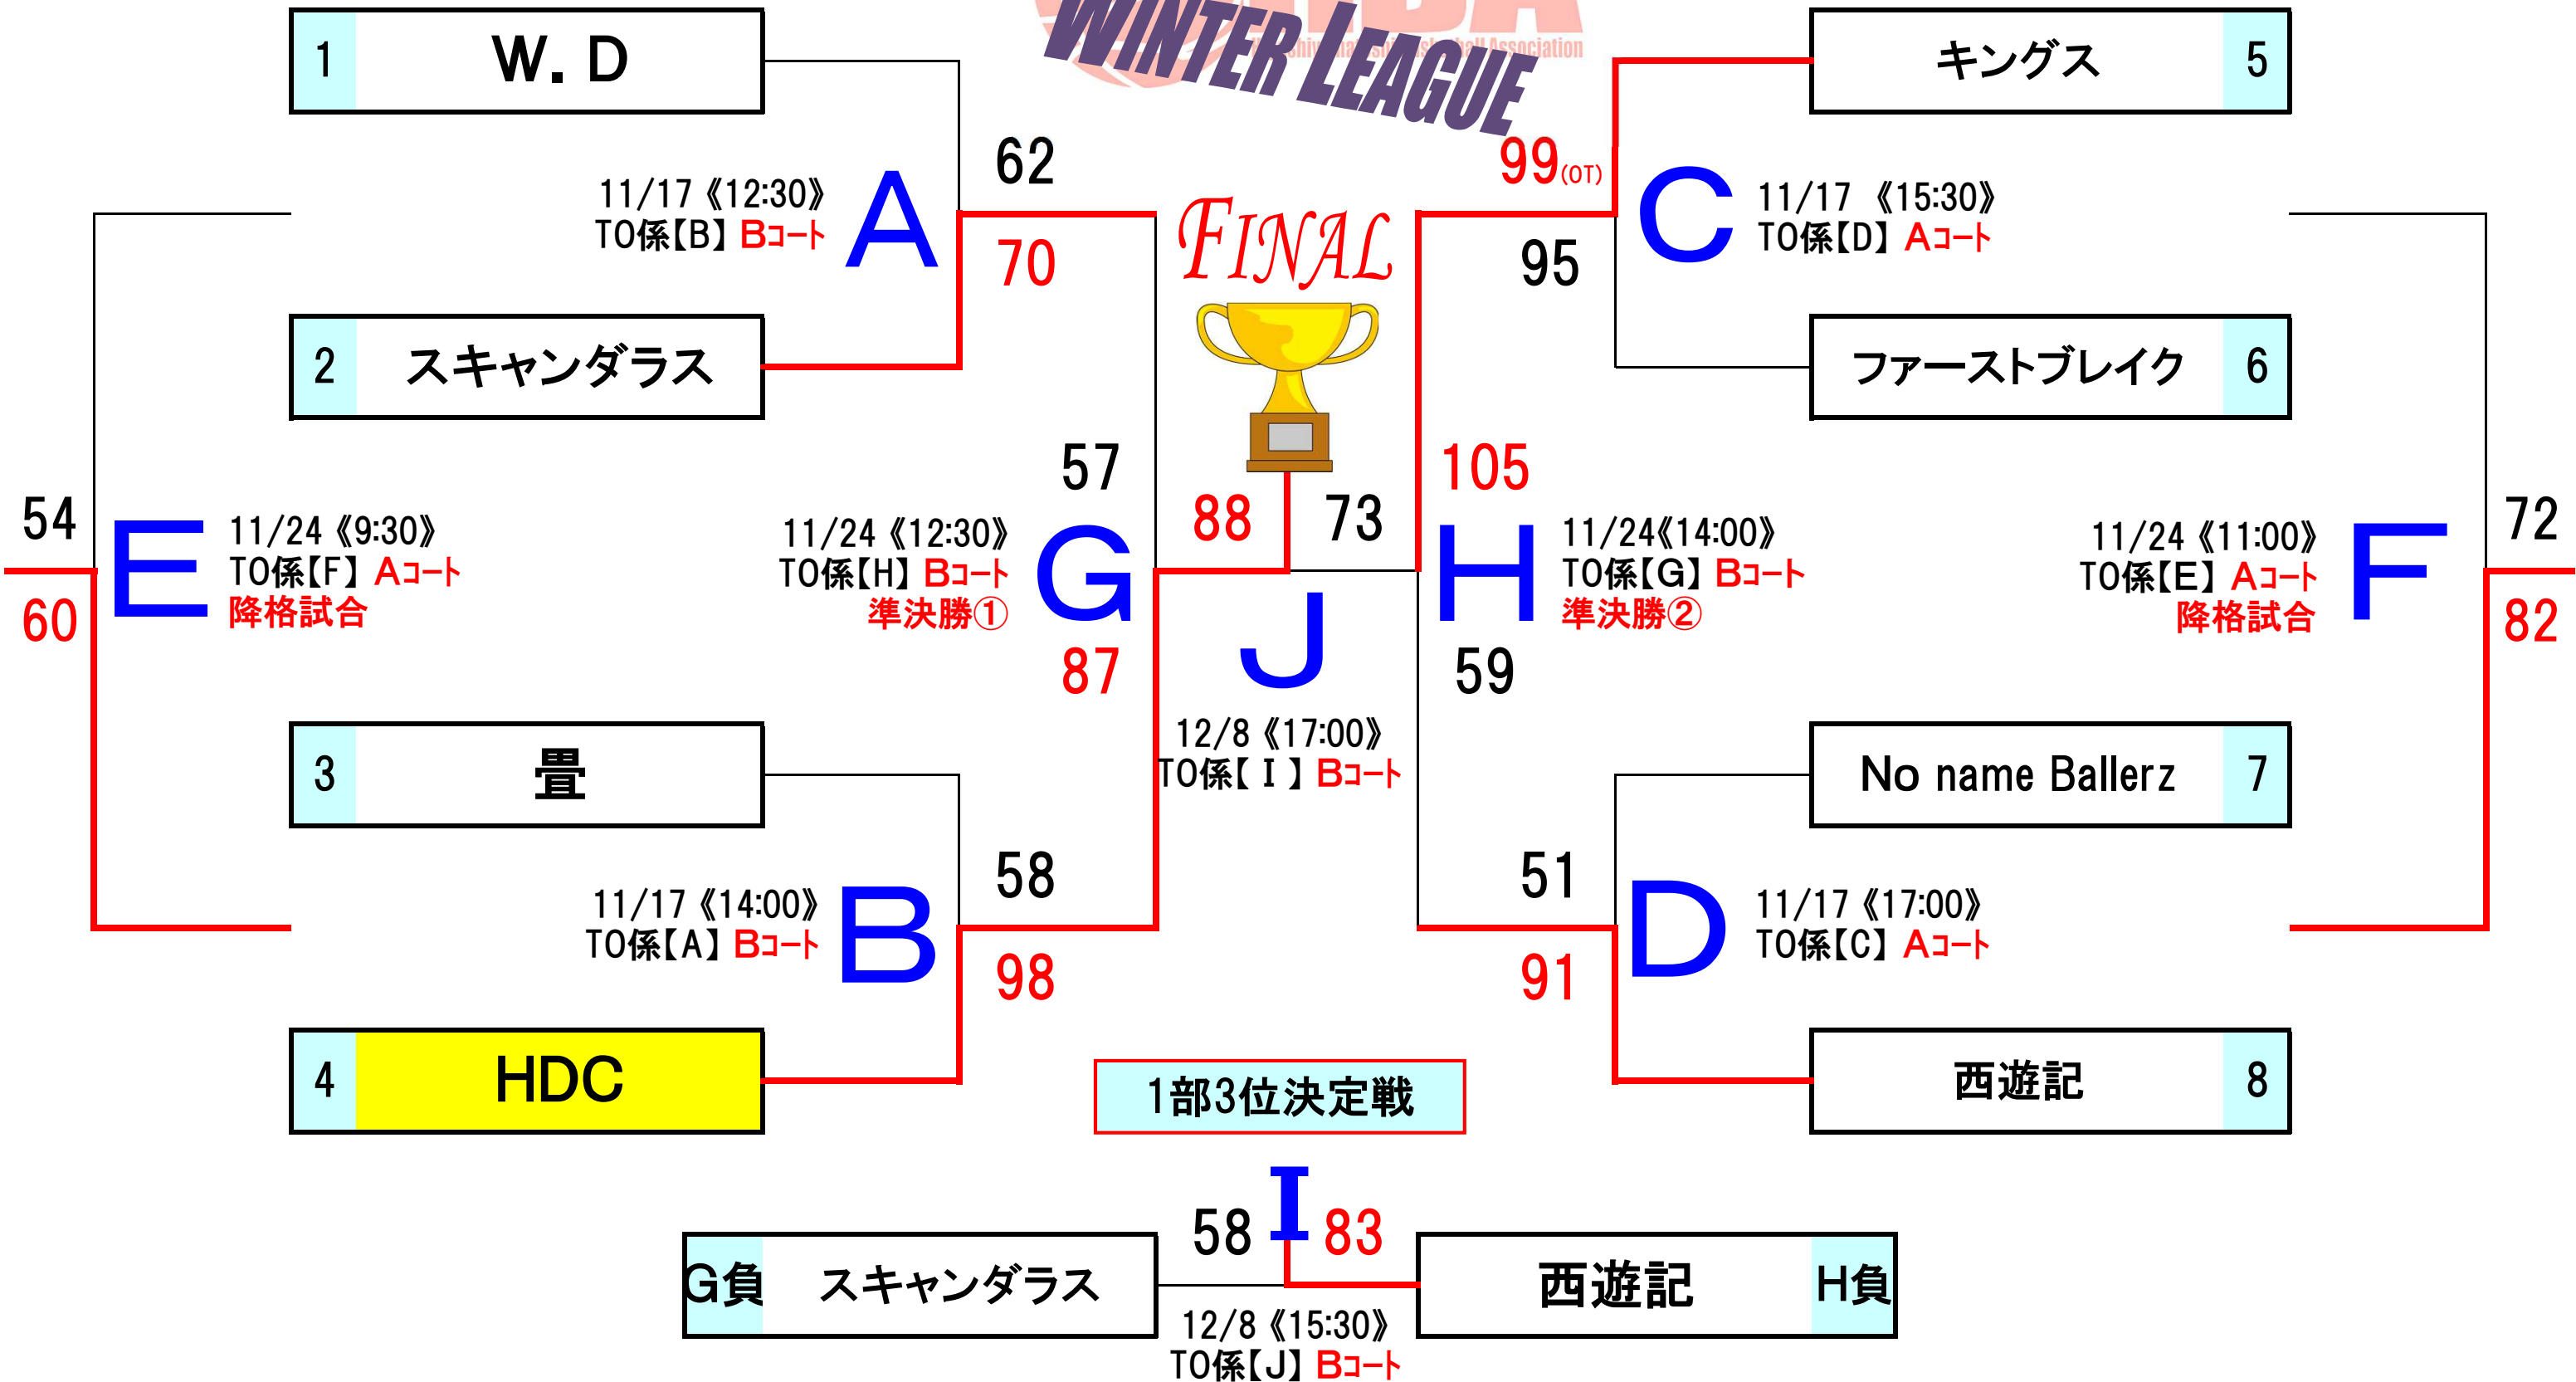 WINTER LEAGUE
1 W.D
キングス 5
62
99(OT)
11/17《12:30》
TO係【B】 Bコート
A
FINAL
C
11/17 《15:30》
TO係【D】 Aコート
70
95
2 スキャンダラス
ファーストブレイク 6
57
105
54
88
73
72
E
11/24《9:30》
TO係【F】 Aコート
降格試合
11/24《12:30》
TO係【H】 Bコート
準決勝①
G
H
11/24《14:00》
TO係【G】 Bコート
準決勝②
11/24《11:00》
TO係【E】 Aコート
降格試合
F
60
82
87
J
59
12/8《17:00》
TO係【I】 Bコート
3 畳
No name Ballerz 7
58
51
11/17《14:00》
TO係【A】 Bコート
B
D
11/17《17:00》
TO係【C】 Aコート
98
91
4 HDC
1部3位決定戦
西遊記 8
58
I
83
G負 スキャンダラス
西遊記 H負
12/8《15:30》
TO係【J】 Bコート